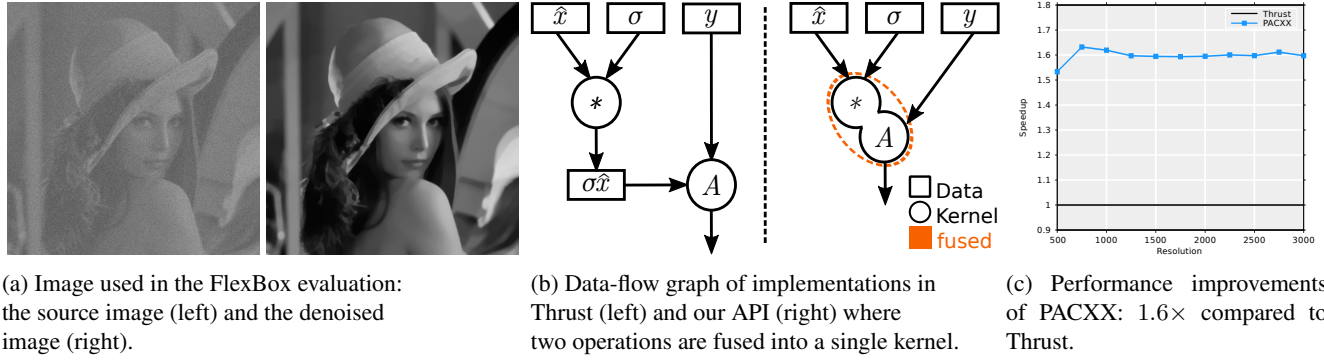 x̂
σ
y
*
σx̂
A
x̂
σ
y
*
A
Data
Kernel
fused
Thrust
PACXX
Speedup
1.8
1.7
1.6
1.5
1.4
1.3
1.2
1.1
1
0.9
500 1000 1500 2000 2500 3000
Resolution
(a) Image used in the FlexBox evaluation:
the source image (left) and the denoised
image (right).
(b) Data-flow graph of implementations in
Thrust (left) and our API (right) where
two operations are fused into a single kernel.
(c) Performance improvements
of PACXX: 1.6× compared to
Thrust.